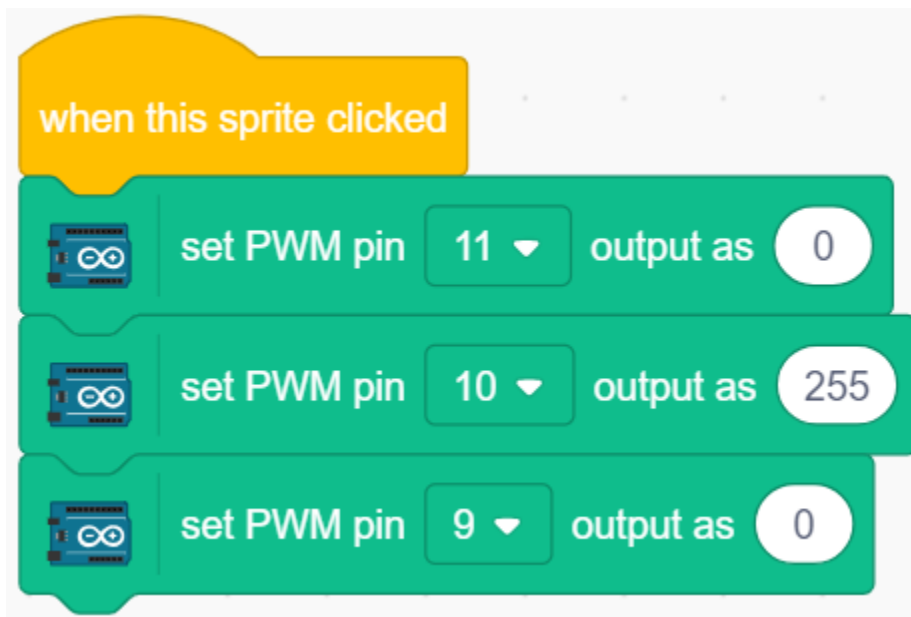 when this sprite clicked
set PWM pin 11 output as 0
set PWM pin 10 output as 255
set PWM pin 9 output as 0